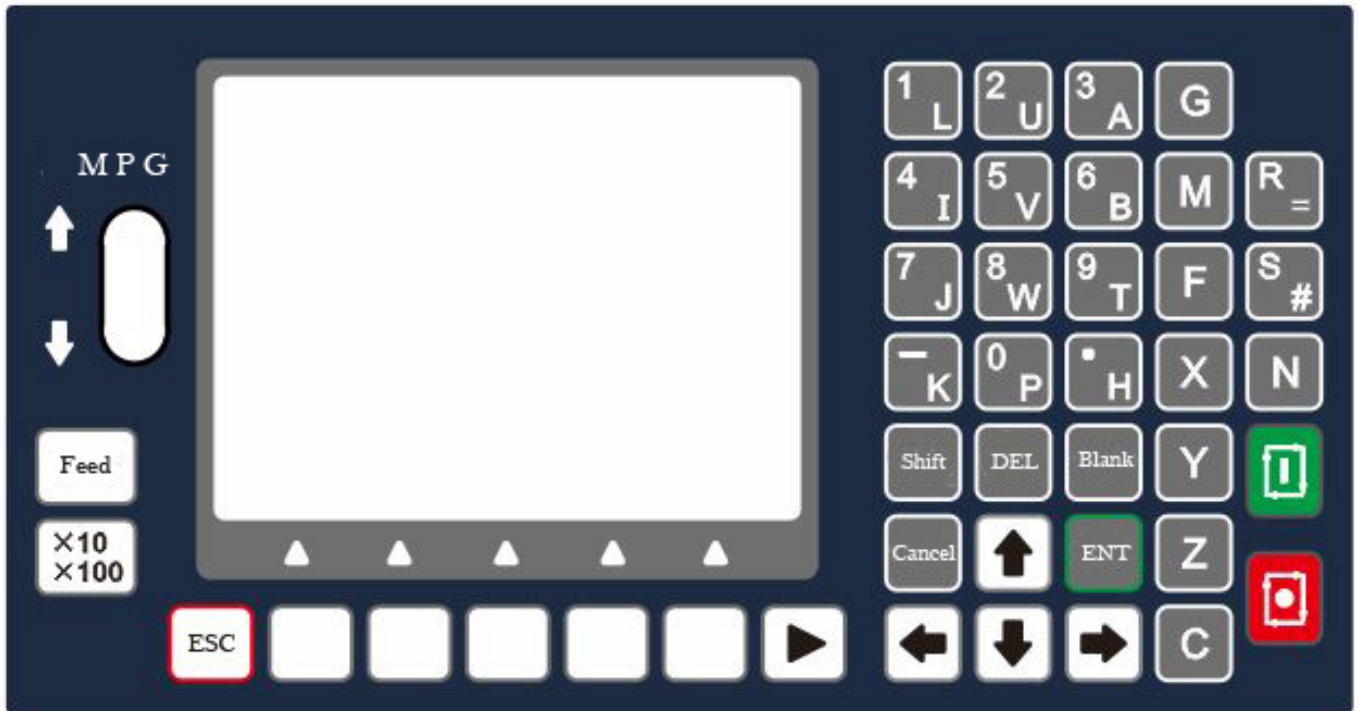 1 L 2 U 3 A G
M P G
4 I 5 V 6 B M R =
7 J 8 W 9 T F S #
- K 0 P . H X N
Feed
Shift DEL Blank Y
×10
×100
Cancel ENT Z
ESC
C